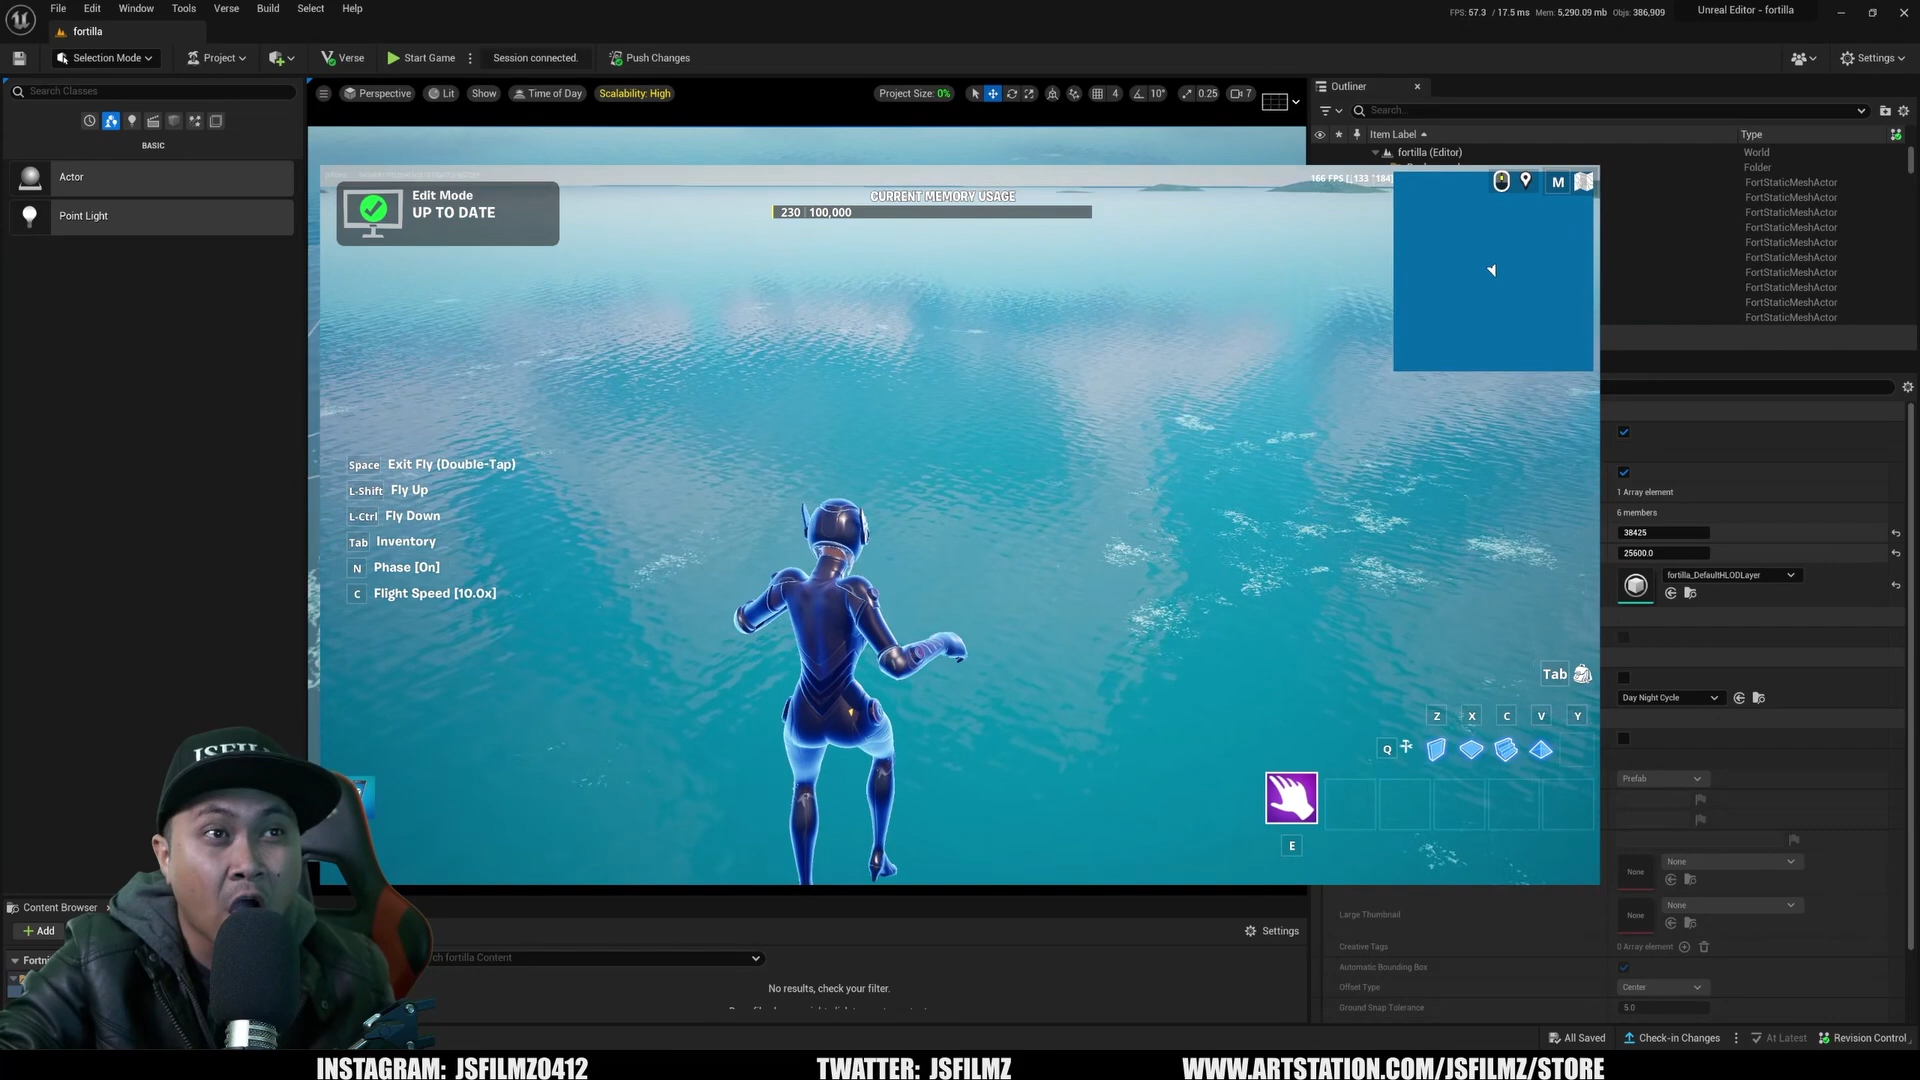 File Edit Window Tools Verse Build Select Help
FPS: 57.3 / 17.5 ms Mem: 5,290.09 mb Objs: 386,909
Unreal Editor - fortilla
fortilla
Selection Mode
Project
Verse
Start Game
Session connected.
Push Changes
Settings
Search Classes
BASIC
Actor
Point Light
Perspective
Lit
Show
Time of Day
Scalability: High
Project Size: 0%
4
10°
0.25
7
Outliner
Search...
Item Label
Type
fortilla (Editor)
World
Folder
FortStaticMeshActor
FortStaticMeshActor
FortStaticMeshActor
FortStaticMeshActor
FortStaticMeshActor
FortStaticMeshActor
FortStaticMeshActor
FortStaticMeshActor
FortStaticMeshActor
FortStaticMeshActor
Edit Mode
UP TO DATE
CURRENT MEMORY USAGE
230 | 100,000
M
Space Exit Fly (Double-Tap)
L-Shift Fly Up
L-Ctrl Fly Down
Tab Inventory
N Phase [On]
C Flight Speed [10.0x]
Tab
Z X C V Y
Q
E
1 Array element
6 members
38425
25600.0
fortilla_DefaultHLODLayer
Day Night Cycle
Prefab
None
None
None
None
Large Thumbnail
Creative Tags
0 Array element
Automatic Bounding Box
Offset Type
Center
Ground Snap Tolerance
5.0
Content Browser
Add
Settings
fortilla Content
No results, check your filter.
JSFIL
All Saved
Check-in Changes
At Latest
Revision Control
INSTAGRAM: JSFILMZ0412
TWATTER: JSFILMZ
WWW.ARTSTATION.COM/JSFILMZ/STORE